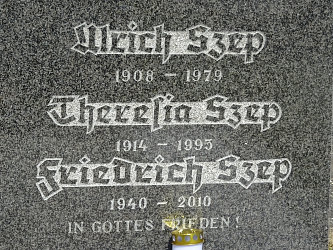 Ulrich Szep
1908 – 1979
Theresia Szep
1914 – 1995
Friedrich Szep
1940 – 2010
IN GOTTES FRIEDEN!